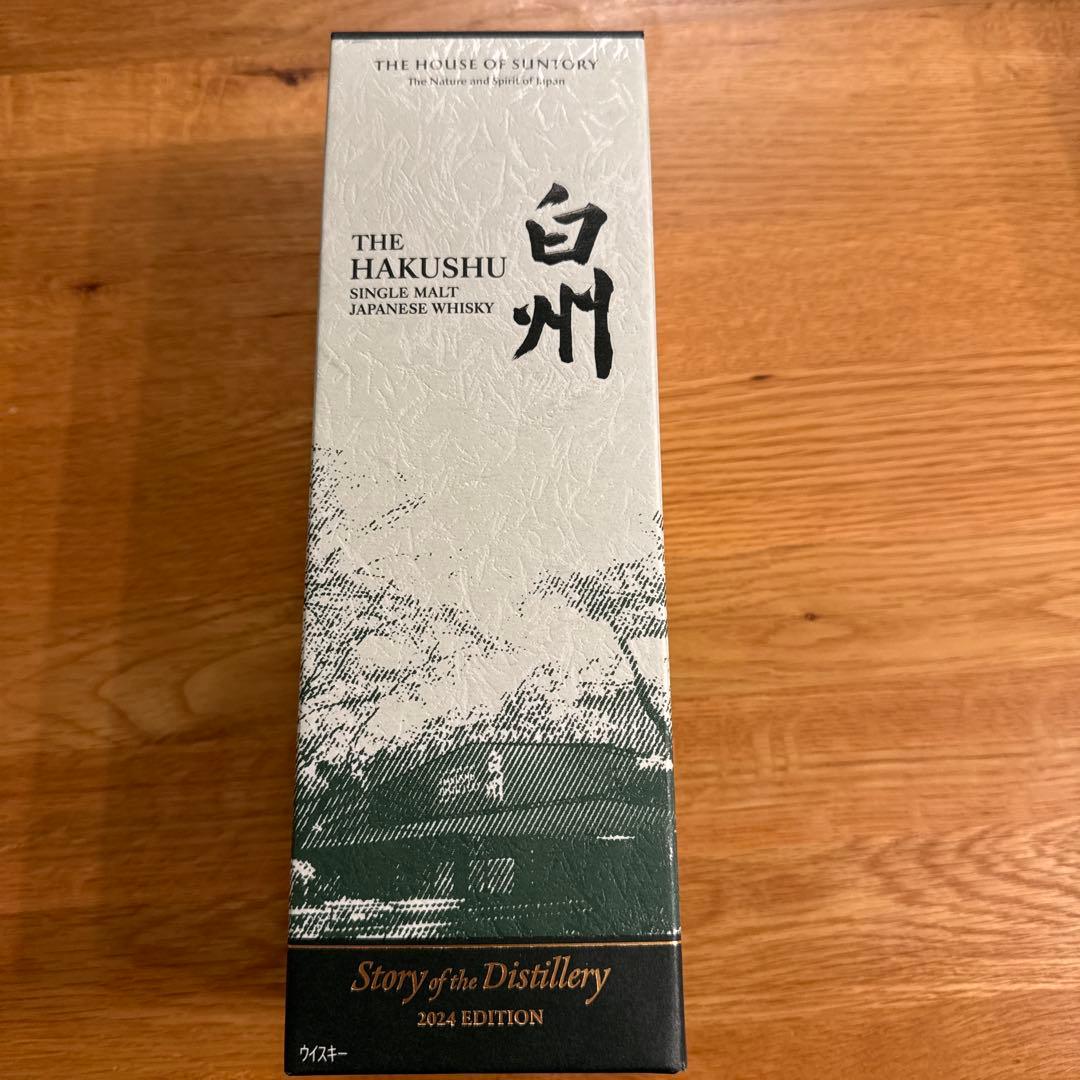 THE HOUSE OF SUNTORY
The Nature and Spirit of Japan
THE
HAKUSHU
SINGLE MALT
JAPANESE WHISKY
白州
Story of the Distillery
2024 EDITION
ウイスキー